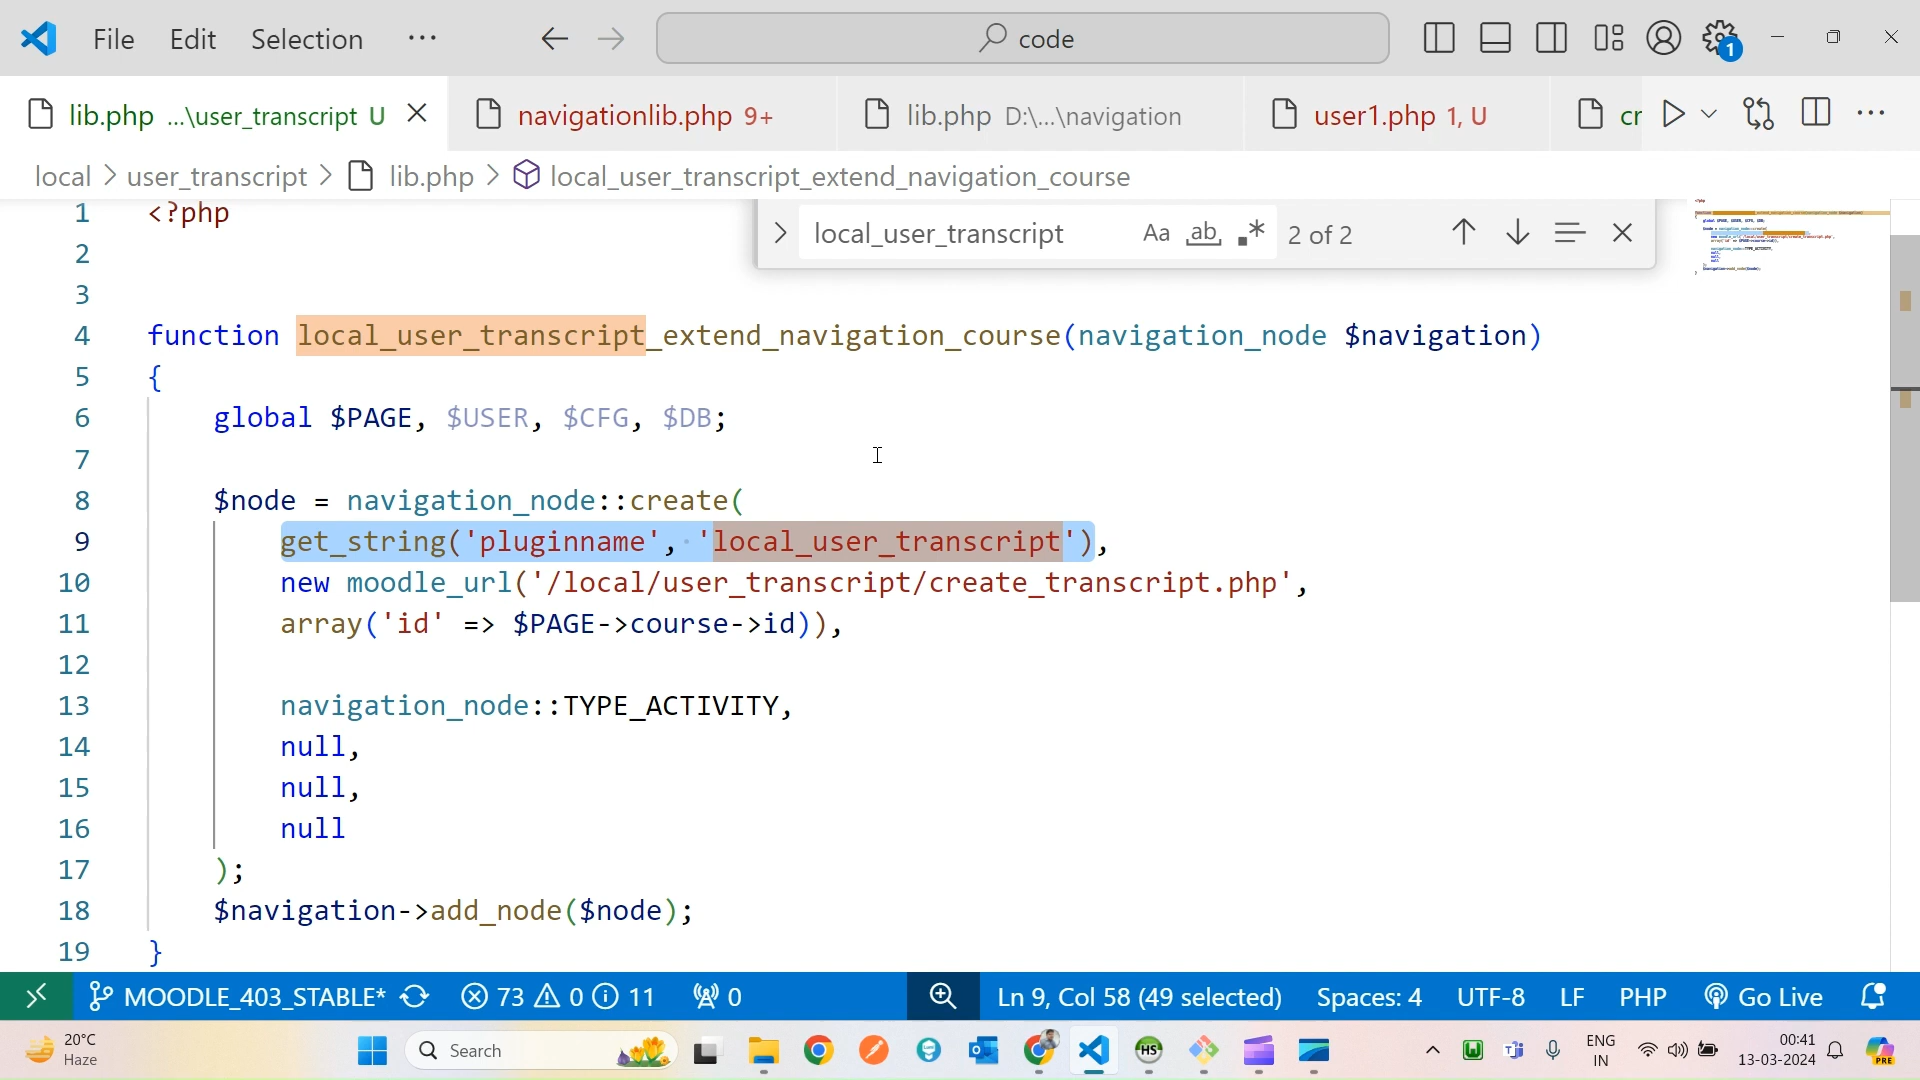 File Edit Selection ··· code 1
lib.php ...\user_transcript U navigationlib.php 9+ lib.php D:\...\navigation user1.php 1, U cr ···
local > user_transcript > lib.php > local_user_transcript_extend_navigation_course
local_user_transcript Aa ab 2 of 2
1 <?php
2
3
4 function local_user_transcript_extend_navigation_course(navigation_node $navigation)
5 {
6 global $PAGE, $USER, $CFG, $DB;
7
8 $node = navigation_node::create(
9 get_string('pluginname', 'local_user_transcript'),
10 new moodle_url('/local/user_transcript/create_transcript.php',
11 array('id' => $PAGE->course->id)),
12
13 navigation_node::TYPE_ACTIVITY,
14 null,
15 null,
16 null
17 );
18 $navigation->add_node($node);
19 }
MOODLE_403_STABLE* 73 0 11 0 Ln 9, Col 58 (49 selected) Spaces: 4 UTF-8 LF PHP Go Live
20°C
Haze
Search
HS
ENG
IN
00:41
13-03-2024
PRE